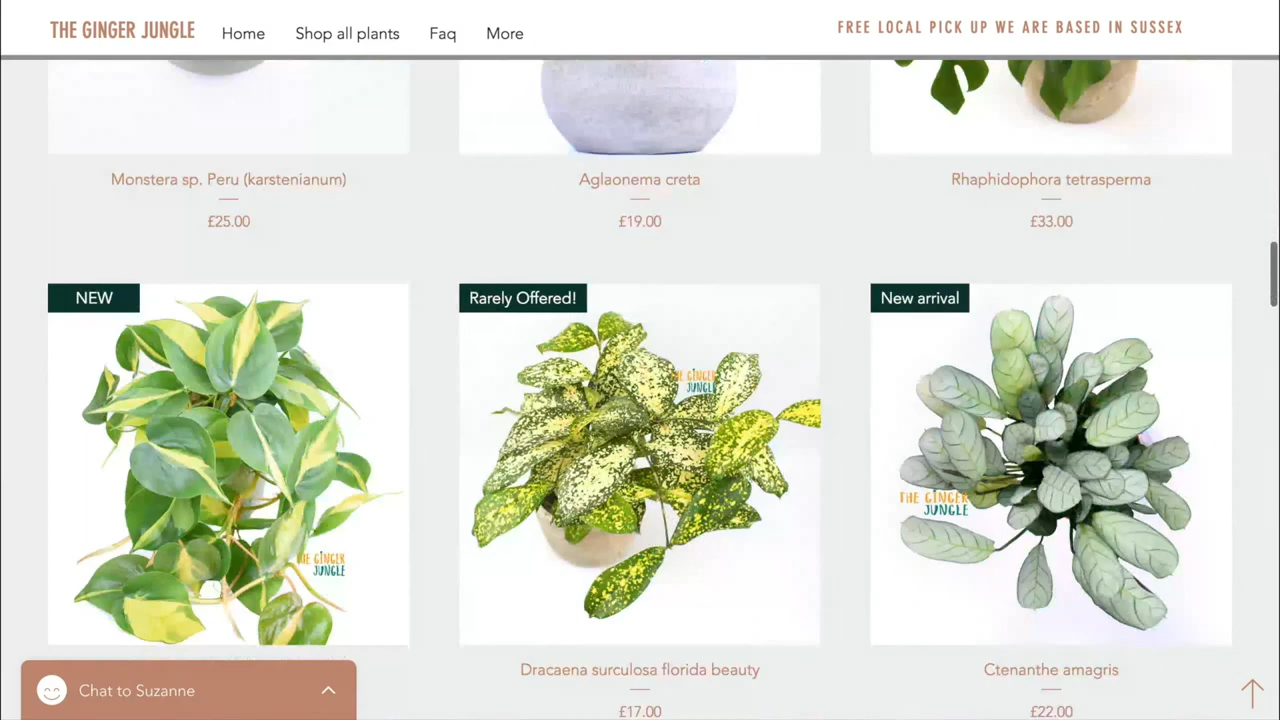 THE GINGER JUNGLE
Home
Shop all plants
Faq
More
FREE LOCAL PICK UP WE ARE BASED IN SUSSEX
Monstera sp. Peru (karstenianum)
£25.00
Aglaonema creta
£19.00
Rhaphidophora tetrasperma
£33.00
NEW
THE GINGER
JUNGLE
Rarely Offered!
THE GINGER
JUNGLE
Dracaena surculosa florida beauty
£17.00
New arrival
THE GINGER
JUNGLE
Ctenanthe amagris
£22.00
Chat to Suzanne